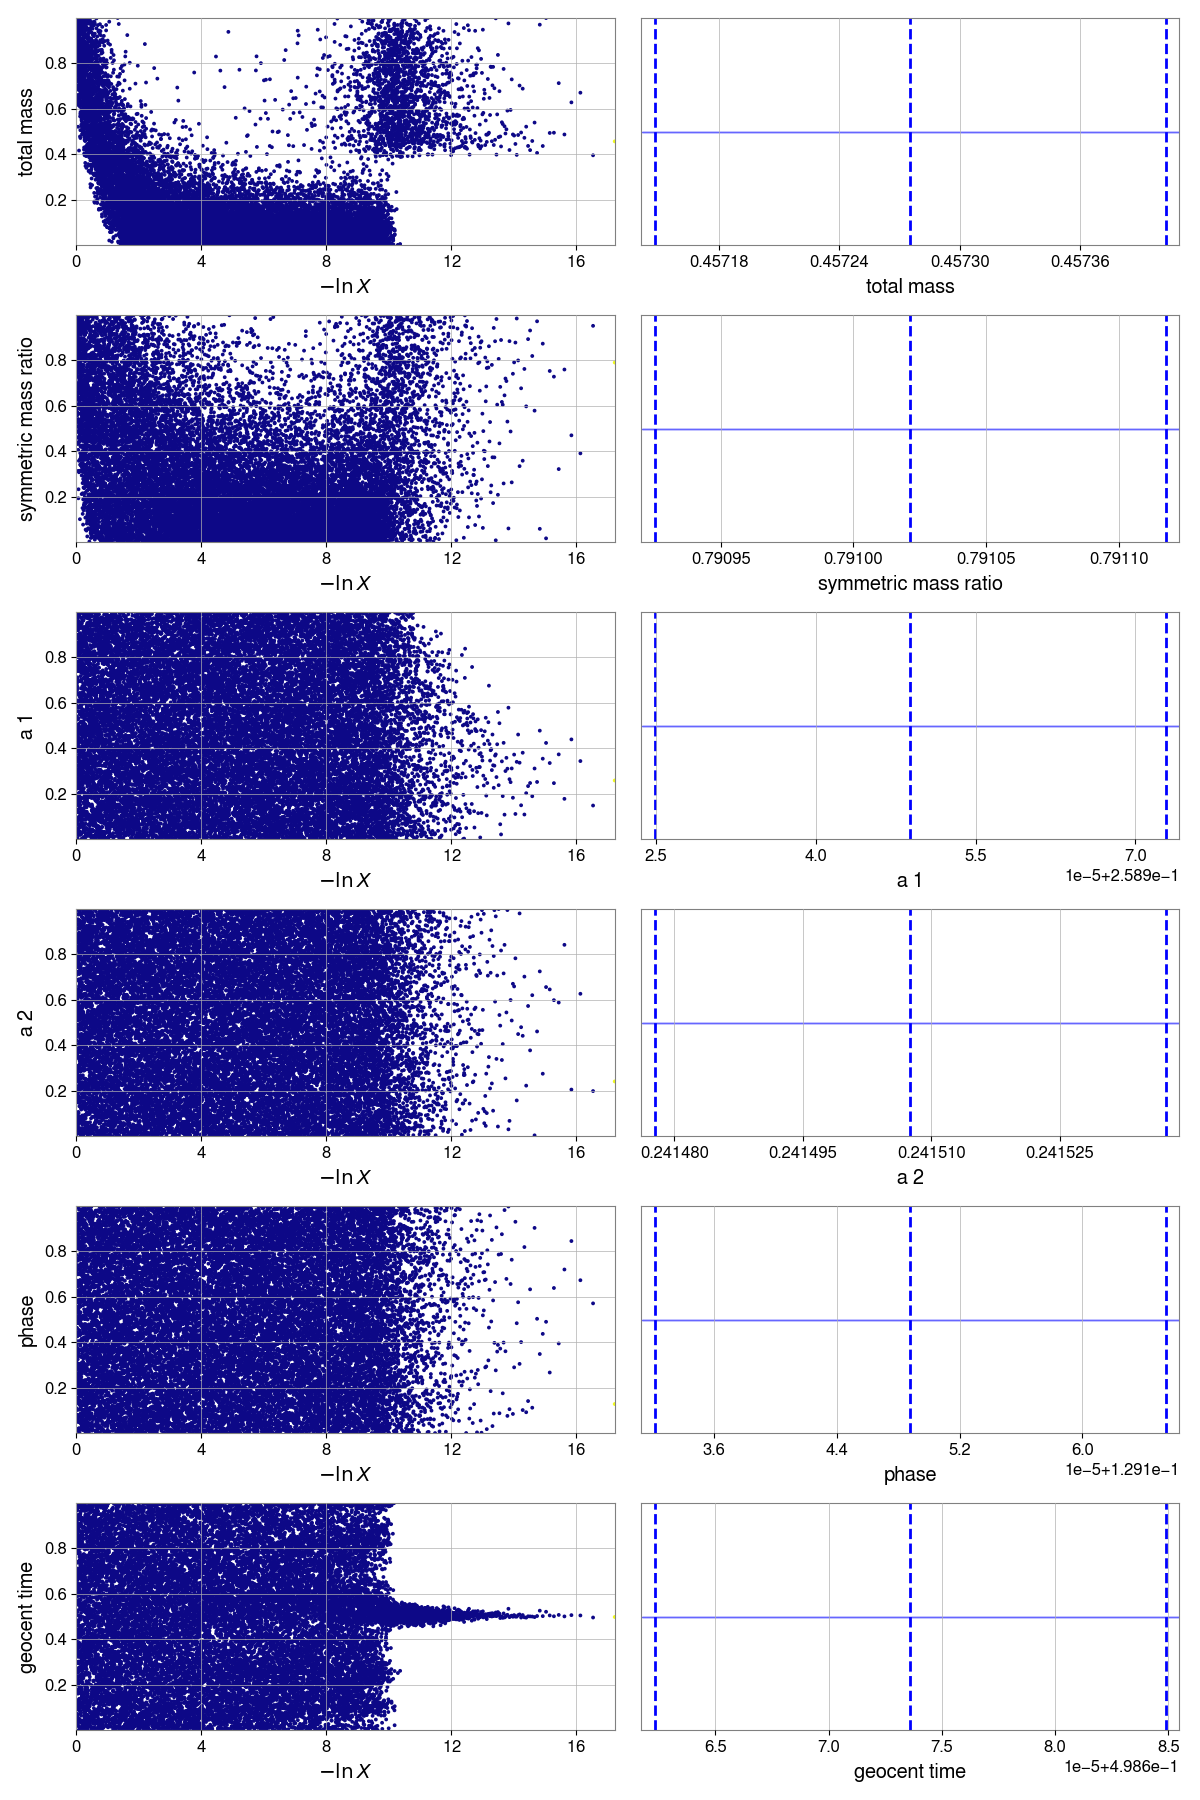 total mass
0.8
0.6
0.4
0.2
0 4 8 12 16
−ln X
0.45718 0.45724 0.45730 0.45736
total mass
symmetric mass ratio
0.8
0.6
0.4
0.2
0 4 8 12 16
−ln X
0.79095 0.79100 0.79105 0.79110
symmetric mass ratio
a 1
0.8
0.6
0.4
0.2
0 4 8 12 16
−ln X
2.5 4.0 5.5 7.0
1e−5+2.589e−1
a 1
a 2
0.8
0.6
0.4
0.2
0 4 8 12 16
−ln X
0.241480 0.241495 0.241510 0.241525
a 2
phase
0.8
0.6
0.4
0.2
0 4 8 12 16
−ln X
3.6 4.4 5.2 6.0
1e−5+1.291e−1
phase
geocent time
0.8
0.6
0.4
0.2
0 4 8 12 16
−ln X
6.5 7.0 7.5 8.0 8.5
1e−5+4.986e−1
geocent time